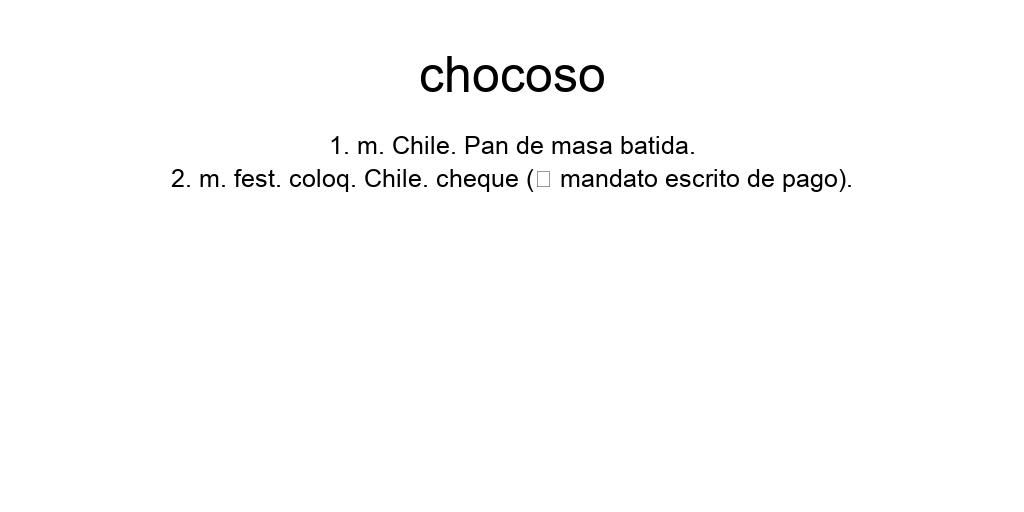 chocoso
1. m. Chile. Pan de masa batida.
2. m. fest. coloq. Chile. cheque (□ mandato escrito de pago).